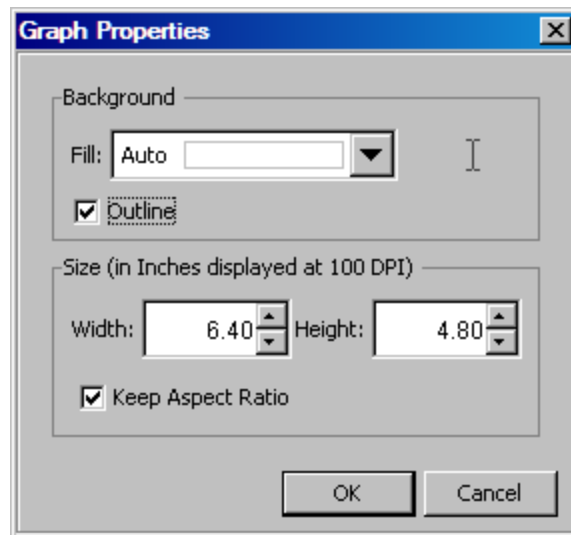 Graph Properties
Background
Fill: Auto
Outline
Size (in Inches displayed at 100 DPI)
Width: 6.40 Height: 4.80
Keep Aspect Ratio
OK Cancel